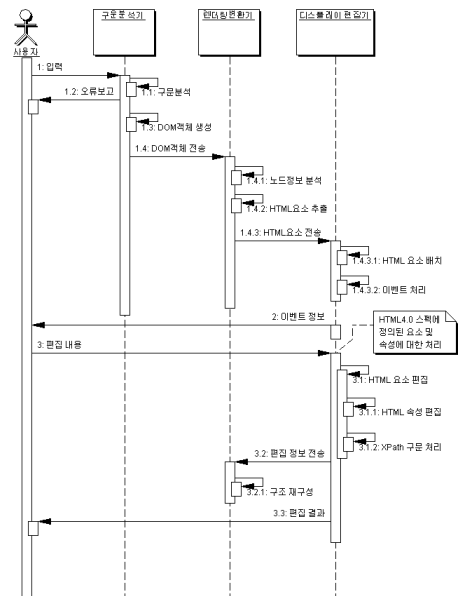 구문분석기
렌더링변환기
디스플레이 편집기
사용자
1: 입력
1.1: 구문분석
1.2: 오류보고
1.3: DOM객체 생성
1.4: DOM객체 전송
1.4.1: 노드정보 분석
1.4.2: HTML요소 추출
1.4.3: HTML요소 전송
1.4.3.1: HTML 요소 배치
1.4.3.2: 이벤트 처리
2: 이벤트 정보
HTML4.0 스펙에
정의된 요소 및
속성에 대한 처리
3: 편집 내용
3.1: HTML 요소 편집
3.1.1: HTML 속성 편집
3.1.2: XPath 구문 처리
3.2: 편집 정보 전송
3.2.1: 구조 재구성
3.3: 편집 결과